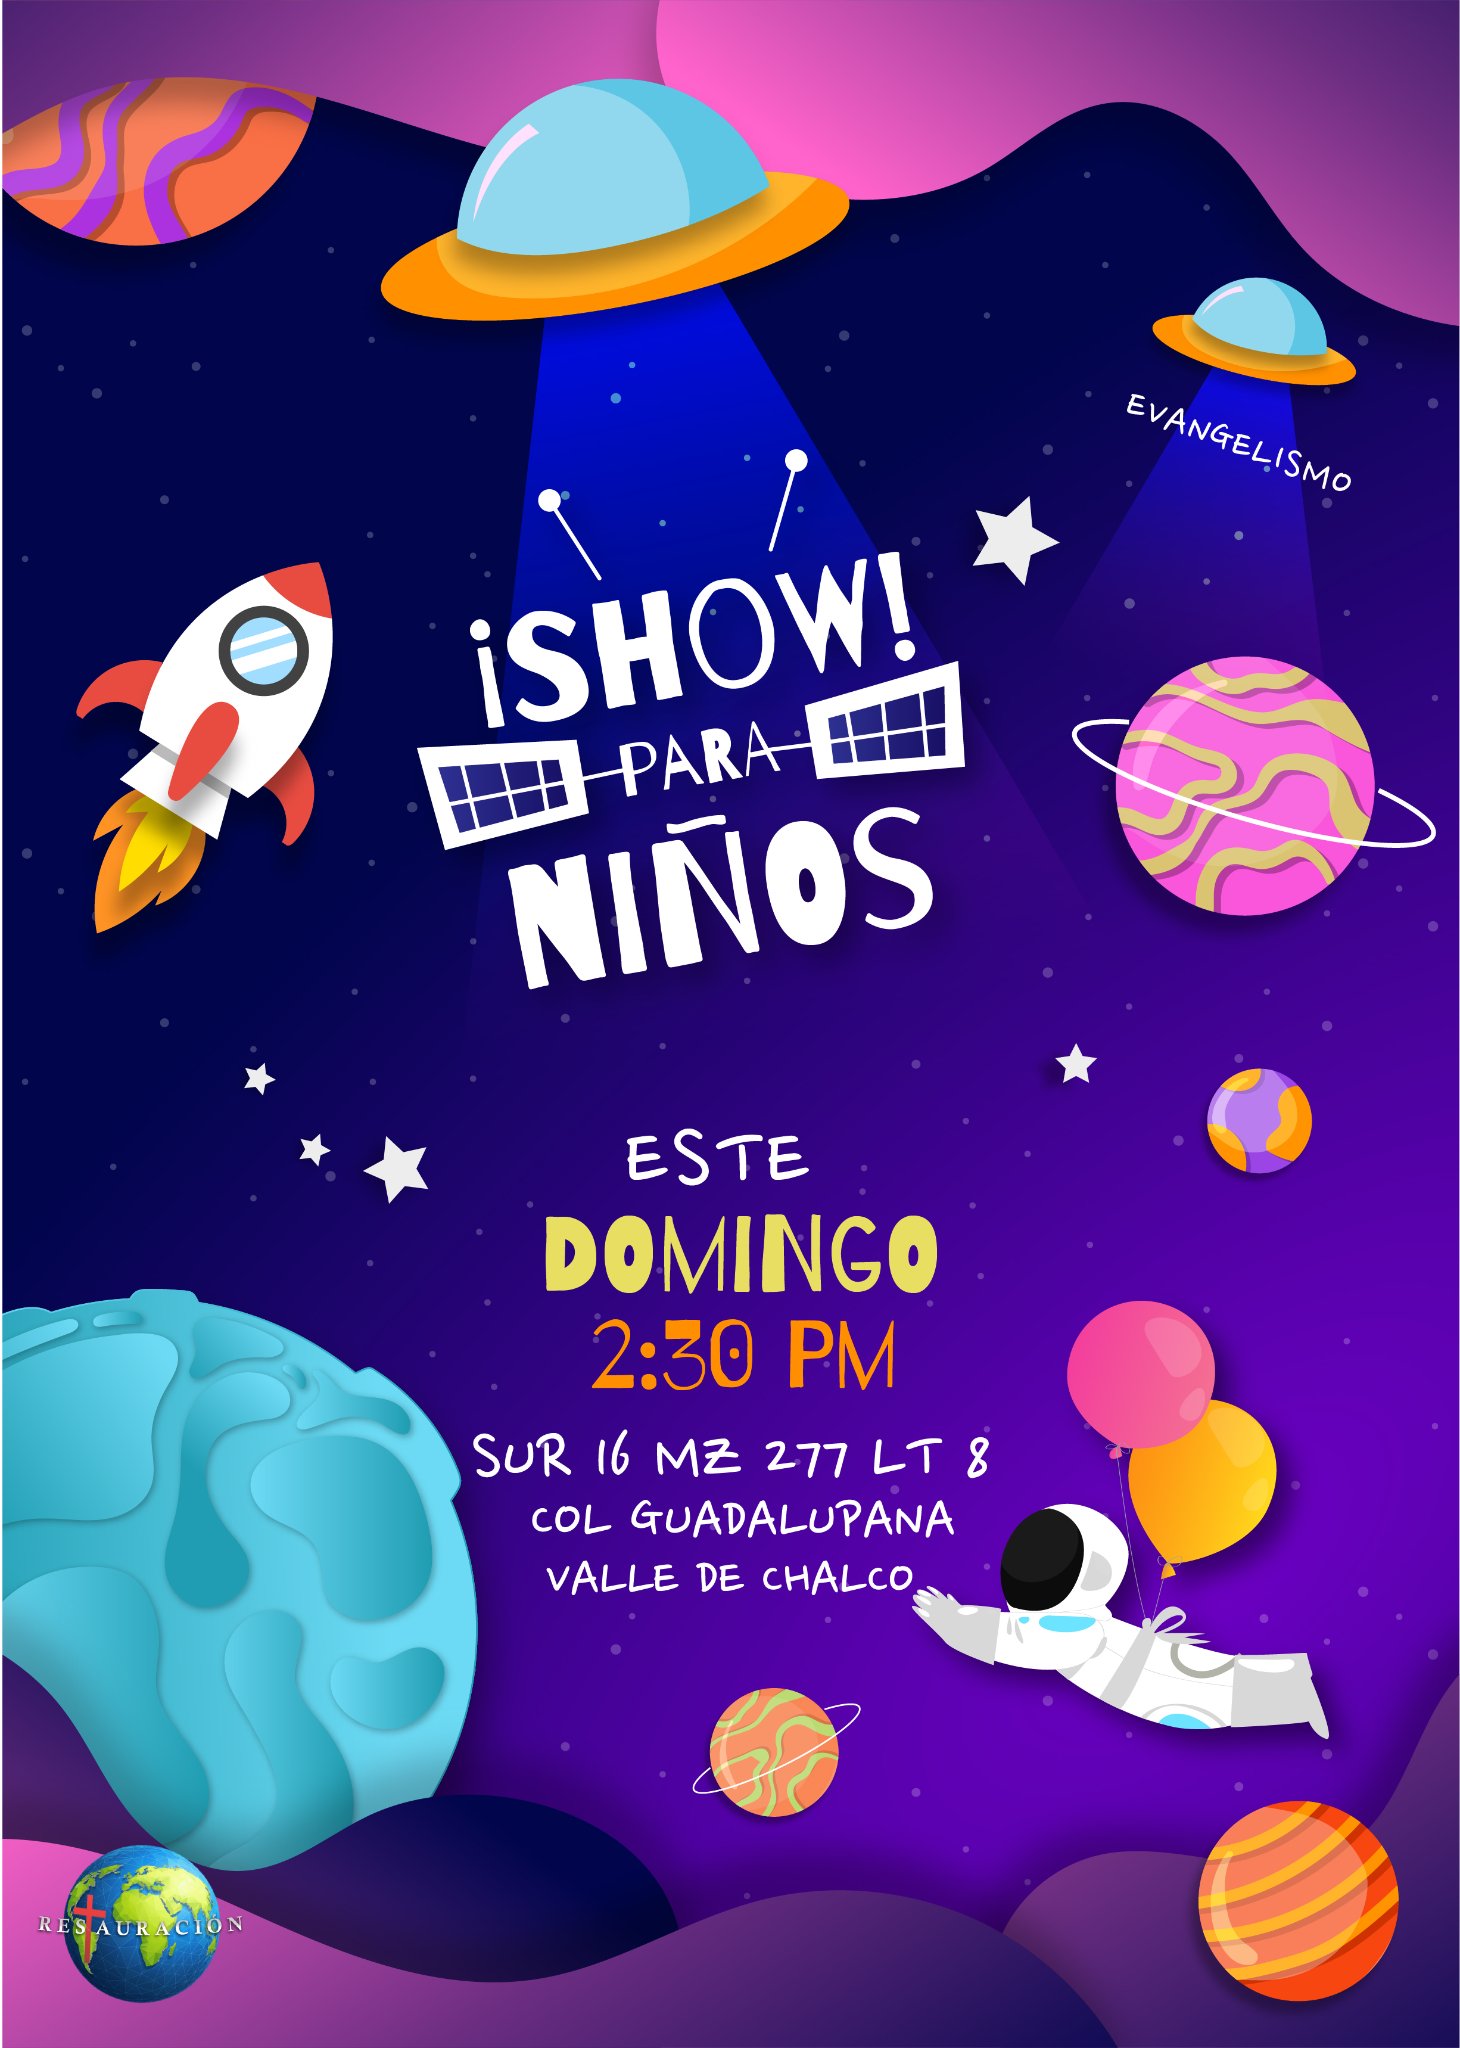 EVANGELISMO
¡SHOW!
PARA
NIÑOS
ESTE
DOMINGO
2:30 PM
SUR 16 MZ 277 LT 8
COL GUADALUPANA
VALLE DE CHALCO
RESAURACIÓN